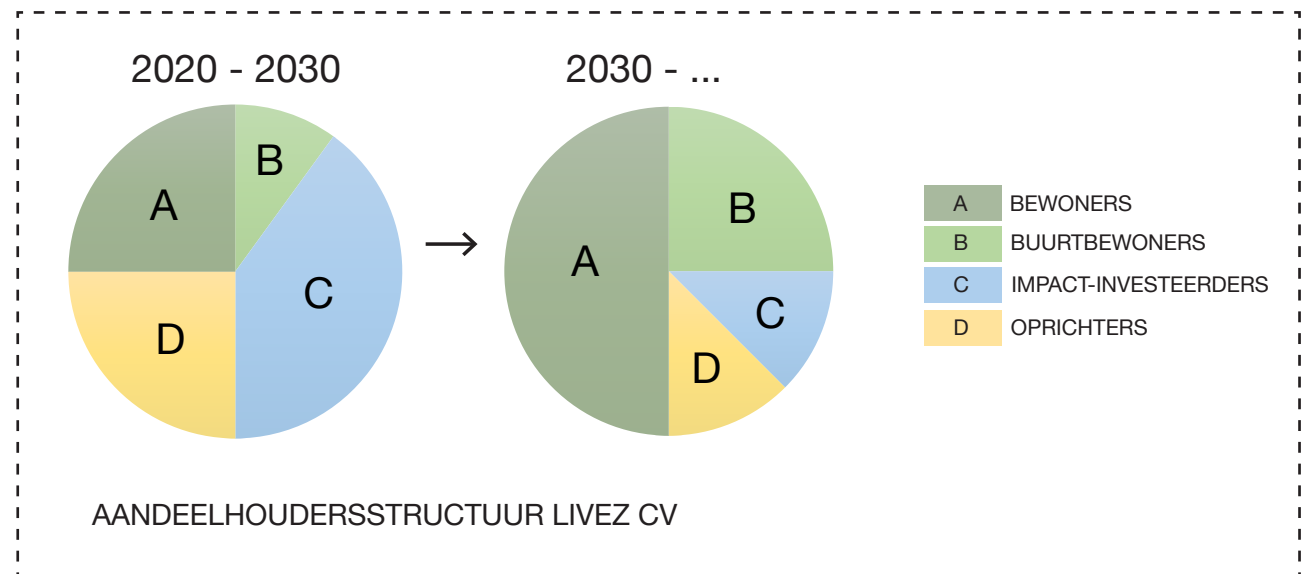 2020 - 2030
2030 - ...
B
A
C
D
B
A
C
D
A BEWONERS
B BUURTBEWONERS
C IMPACT-INVESTEERDERS
D OPRICHTERS
AANDEELHOUDERSSTRUCTUUR LIVEZ CV